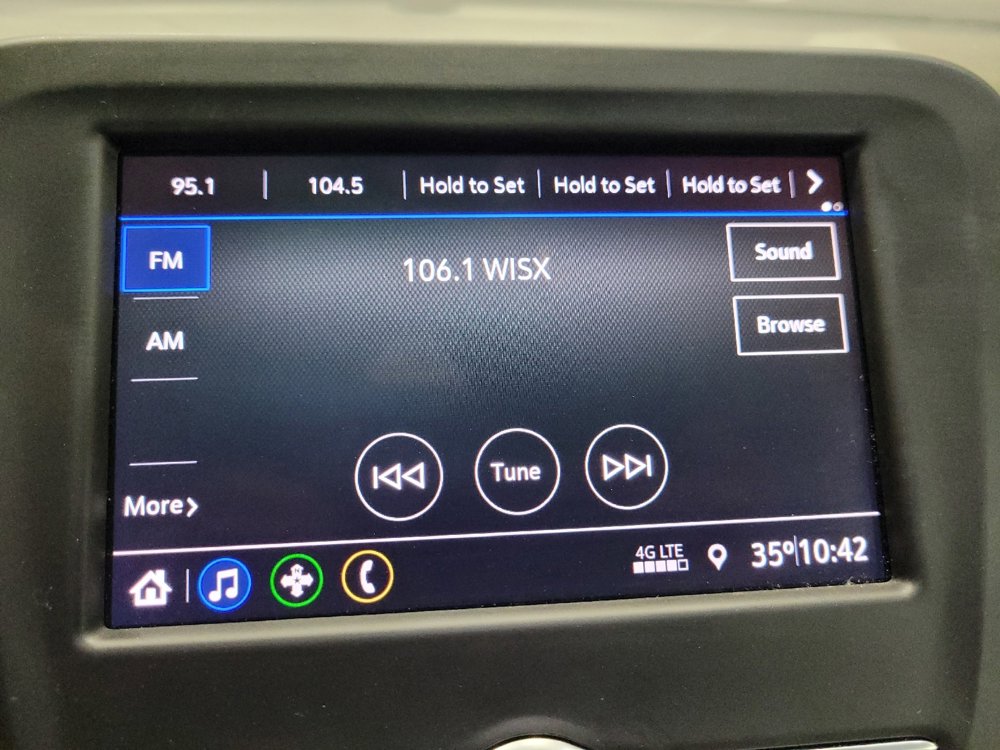 95.1 | 104.5 | Hold to Set | Hold to Set | Hold to Set |
FM
106.1 WISX
Sound
Browse
AM
Tune
More
4G LTE
35° 10:42